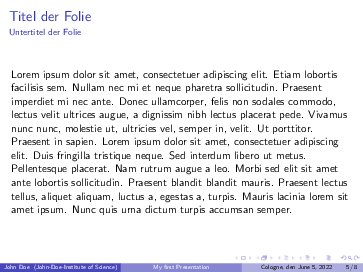 Titel der Folie
Untertitel der Folie
Lorem ipsum dolor sit amet, consectetuer adipiscing elit. Etiam lobortis
facilisis sem. Nullam nec mi et neque pharetra sollicitudin. Praesent
imperdiet mi nec ante. Donec ullamcorper, felis non sodales commodo,
lectus velit ultrices augue, a dignissim nibh lectus placerat pede. Vivamus
nunc nunc, molestie ut, ultricies vel, semper in, velit. Ut porttitor.
Praesent in sapien. Lorem ipsum dolor sit amet, consectetuer adipiscing
elit. Duis fringilla tristique neque. Sed interdum libero ut metus.
Pellentesque placerat. Nam rutrum augue a leo. Morbi sed elit sit amet
ante lobortis sollicitudin. Praesent blandit blandit mauris. Praesent lectus
tellus, aliquet aliquam, luctus a, egestas a, turpis. Mauris lacinia lorem sit
amet ipsum. Nunc quis urna dictum turpis accumsan semper.
John Doe (John-Doe-Institute of Science) My first Presentation Cologne, den June 5, 2022 5 / 6